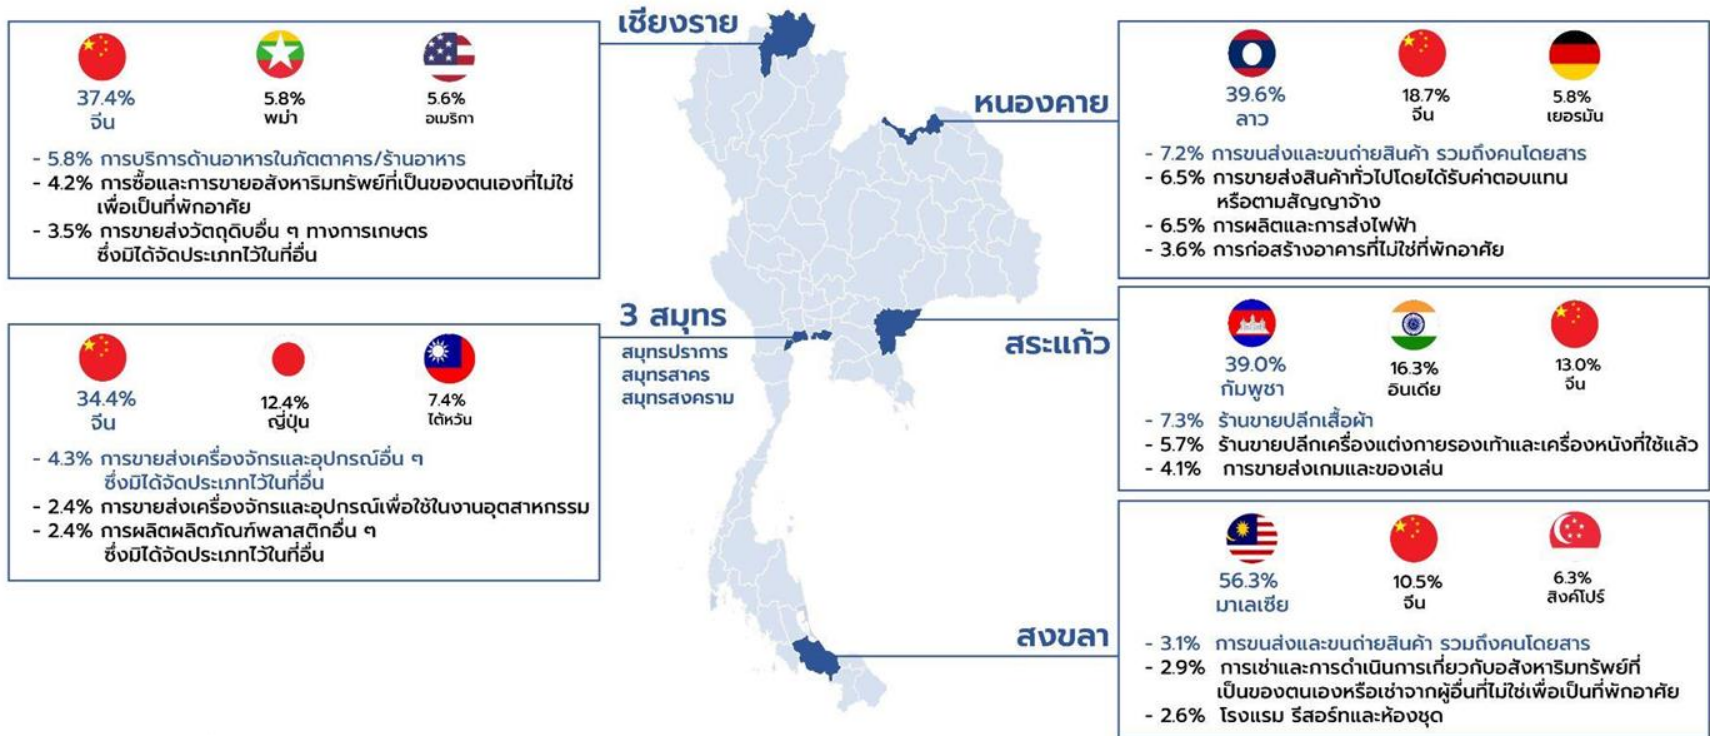 เชียงราย
37.4%
จีน
5.8%
พม่า
5.6%
อเมริกา
- 5.8% การบริการด้านอาหารในภัตตาคาร/ร้านอาหาร
- 4.2% การซื้อและการขายอสังหาริมทรัพย์ที่เป็นของตนเองที่ไม่ใช่
เพื่อเป็นที่พักอาศัย
- 3.5% การขายส่งวัตถุดิบอื่น ๆ ทางการเกษตร
ซึ่งมิได้จัดประเภทไว้ในที่อื่น
หนองคาย
39.6%
ลาว
18.7%
จีน
5.8%
เยอรมัน
- 7.2% การขนส่งและขนถ่ายสินค้า รวมถึงคนโดยสาร
- 6.5% การขายส่งสินค้าทั่วไปโดยได้รับค่าตอบแทน
หรือตามสัญญาจ้าง
- 6.5% การผลิตและการส่งไฟฟ้า
- 3.6% การก่อสร้างอาคารที่ไม่ใช่ที่พักอาศัย
3 สมุทร
สมุทรปราการ
สมุทรสาคร
สมุทรสงคราม
34.4%
จีน
12.4%
ญี่ปุ่น
7.4%
ไต้หวัน
- 4.3% การขายส่งเครื่องจักรและอุปกรณ์อื่น ๆ
ซึ่งมิได้จัดประเภทไว้ในที่อื่น
- 2.4% การขายส่งเครื่องจักรและอุปกรณ์เพื่อใช้ในงานอุตสาหกรรม
- 2.4% การผลิตผลิตภัณฑ์พลาสติกอื่น ๆ
ซึ่งมิได้จัดประเภทไว้ในที่อื่น
สระแก้ว
39.0%
กัมพูชา
16.3%
อินเดีย
13.0%
จีน
- 7.3% ร้านขายปลีกเสื้อผ้า
- 5.7% ร้านขายปลีกเครื่องแต่งกายรองเท้าและเครื่องหนังที่ใช้แล้ว
- 4.1% การขายส่งเกมและของเล่น
สงขลา
56.3%
มาเลเซีย
10.5%
จีน
6.3%
สิงค์โปร์
- 3.1% การขนส่งและขนถ่ายสินค้า รวมถึงคนโดยสาร
- 2.9% การเช่าและการดำเนินการเกี่ยวกับอสังหาริมทรัพย์ที่
เป็นของตนเองหรือเช่าจากผู้อื่นที่ไม่ใช่เพื่อเป็นที่พักอาศัย
- 2.6% โรงแรม รีสอร์ทและห้องชุด